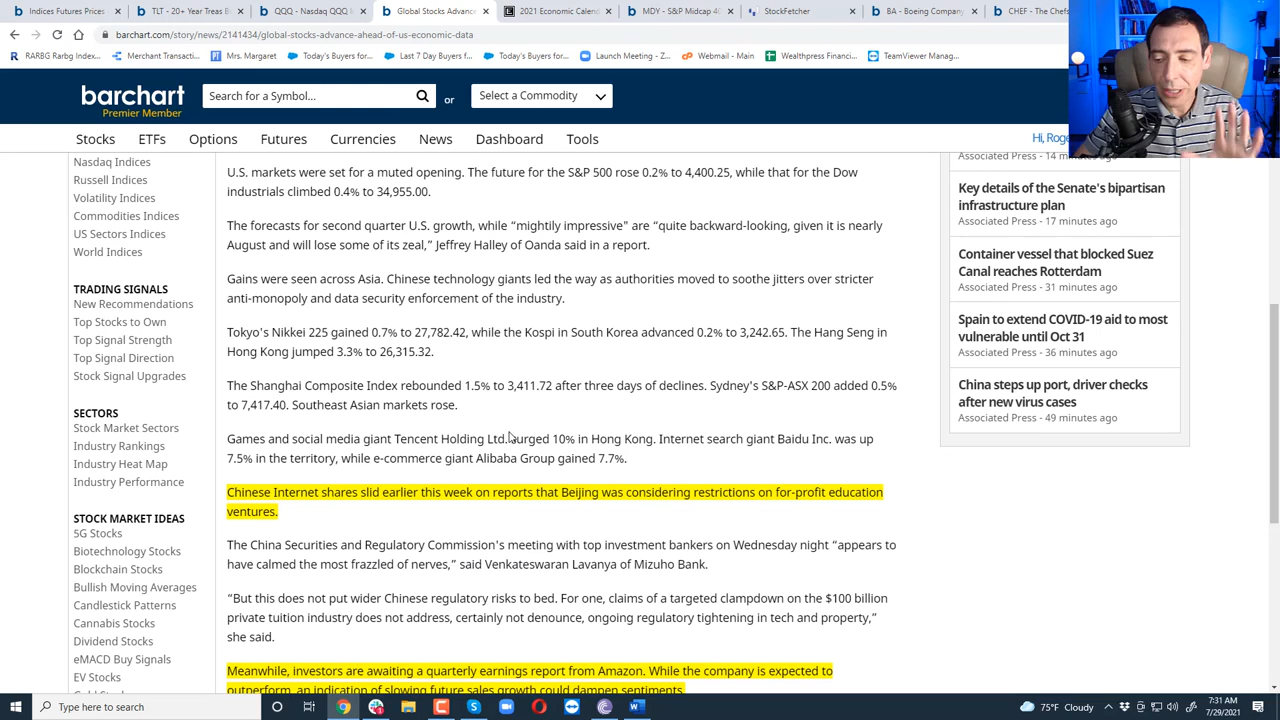 TLT - 20+ Year Treas B
QQQ - Nasdaq QQQ
Global Stocks Advance
2021 Economic Calen
MDY - S&P Midcap 40
StockFetcher
BA - Boeing Company
CHEF - The Chefs
barchart.com/story/news/2141434/global-stocks-advance-ahead-of-us-economic-data
RARBG Rarbg Index...
Merchant Transacti...
Mrs. Margaret
Today's Buyers for...
Last 7 Day Buyers f...
Today's Buyers for...
Launch Meeting - Z...
Webmail - Main
Wealthpress Financi...
TeamViewer Manag...
barchart
Premier Member
Search for a Symbol...
or
Select a Commodity
Stocks
ETFs
Options
Futures
Currencies
News
Dashboard
Tools
Hi, Roge
Nasdaq Indices
Russell Indices
Volatility Indices
Commodities Indices
US Sectors Indices
World Indices
TRADING SIGNALS
New Recommendations
Top Stocks to Own
Top Signal Strength
Top Signal Direction
Stock Signal Upgrades
SECTORS
Stock Market Sectors
Industry Rankings
Industry Heat Map
Industry Performance
STOCK MARKET IDEAS
5G Stocks
Biotechnology Stocks
Blockchain Stocks
Bullish Moving Averages
Candlestick Patterns
Cannabis Stocks
Dividend Stocks
eMACD Buy Signals
EV Stocks
U.S. markets were set for a muted opening. The future for the S&P 500 rose 0.2% to 4,400.25, while that for the Dow
industrials climbed 0.4% to 34,955.00.
The forecasts for second quarter U.S. growth, while “mightily impressive" are “quite backward-looking, given it is nearly
August and will lose some of its zeal,” Jeffrey Halley of Oanda said in a report.
Gains were seen across Asia. Chinese technology giants led the way as authorities moved to soothe jitters over stricter
anti-monopoly and data security enforcement of the industry.
Tokyo's Nikkei 225 gained 0.7% to 27,782.42, while the Kospi in South Korea advanced 0.2% to 3,242.65. The Hang Seng in
Hong Kong jumped 3.3% to 26,315.32.
The Shanghai Composite Index rebounded 1.5% to 3,411.72 after three days of declines. Sydney's S&P-ASX 200 added 0.5%
to 7,417.40. Southeast Asian markets rose.
Games and social media giant Tencent Holding Ltd. surged 10% in Hong Kong. Internet search giant Baidu Inc. was up
7.5% in the territory, while e-commerce giant Alibaba Group gained 7.7%.
Chinese Internet shares slid earlier this week on reports that Beijing was considering restrictions on for-profit education
ventures.
The China Securities and Regulatory Commission's meeting with top investment bankers on Wednesday night “appears to
have calmed the most frazzled of nerves,” said Venkateswaran Lavanya of Mizuho Bank.
“But this does not put wider Chinese regulatory risks to bed. For one, claims of a targeted clampdown on the $100 billion
private tuition industry does not address, certainly not denounce, ongoing regulatory tightening in tech and property,”
she said.
Meanwhile, investors are awaiting a quarterly earnings report from Amazon. While the company is expected to
outperform, an indication of slowing future sales growth could dampen sentiments.
Associated Press - 14 minutes ago
Key details of the Senate's bipartisan
infrastructure plan
Associated Press - 17 minutes ago
Container vessel that blocked Suez
Canal reaches Rotterdam
Associated Press - 31 minutes ago
Spain to extend COVID-19 aid to most
vulnerable until Oct 31
Associated Press - 36 minutes ago
China steps up port, driver checks
after new virus cases
Associated Press - 49 minutes ago
Type here to search
75°F Cloudy
7:31 AM
7/29/2021